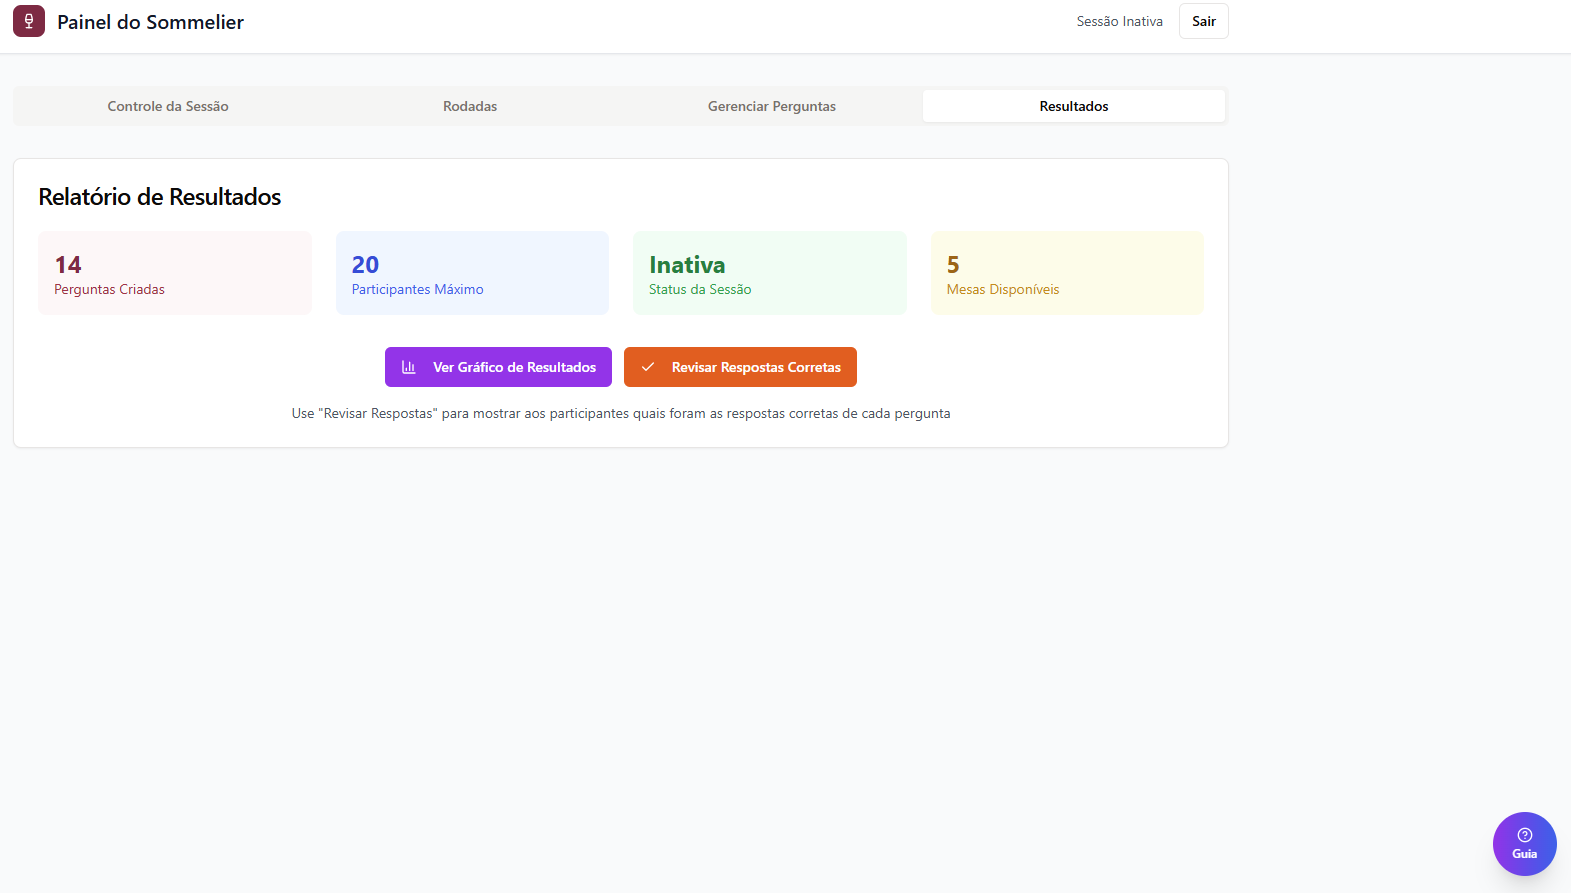 Painel do Sommelier
Sessão Inativa
Sair
Controle da Sessão
Rodadas
Gerenciar Perguntas
Resultados
Relatório de Resultados
14
Perguntas Criadas
20
Participantes Máximo
Inativa
Status da Sessão
5
Mesas Disponíveis
Ver Gráfico de Resultados
Revisar Respostas Corretas
Use "Revisar Respostas" para mostrar aos participantes quais foram as respostas corretas de cada pergunta
Guia